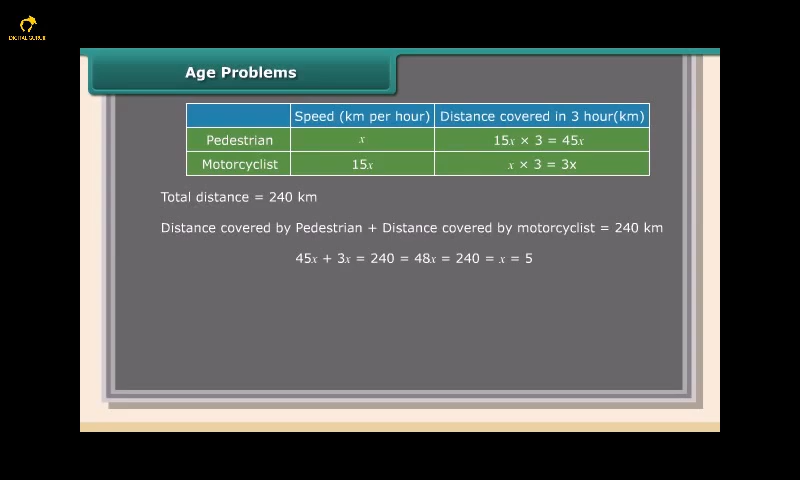 DIGITAL GURUJI
Age Problems
Speed (km per hour) Distance covered in 3 hour(km)
Pedestrian x 15x × 3 = 45x
Motorcyclist 15x x × 3 = 3x
Total distance = 240 km
Distance covered by Pedestrian + Distance covered by motorcyclist = 240 km
45x + 3x = 240 = 48x = 240 = x = 5